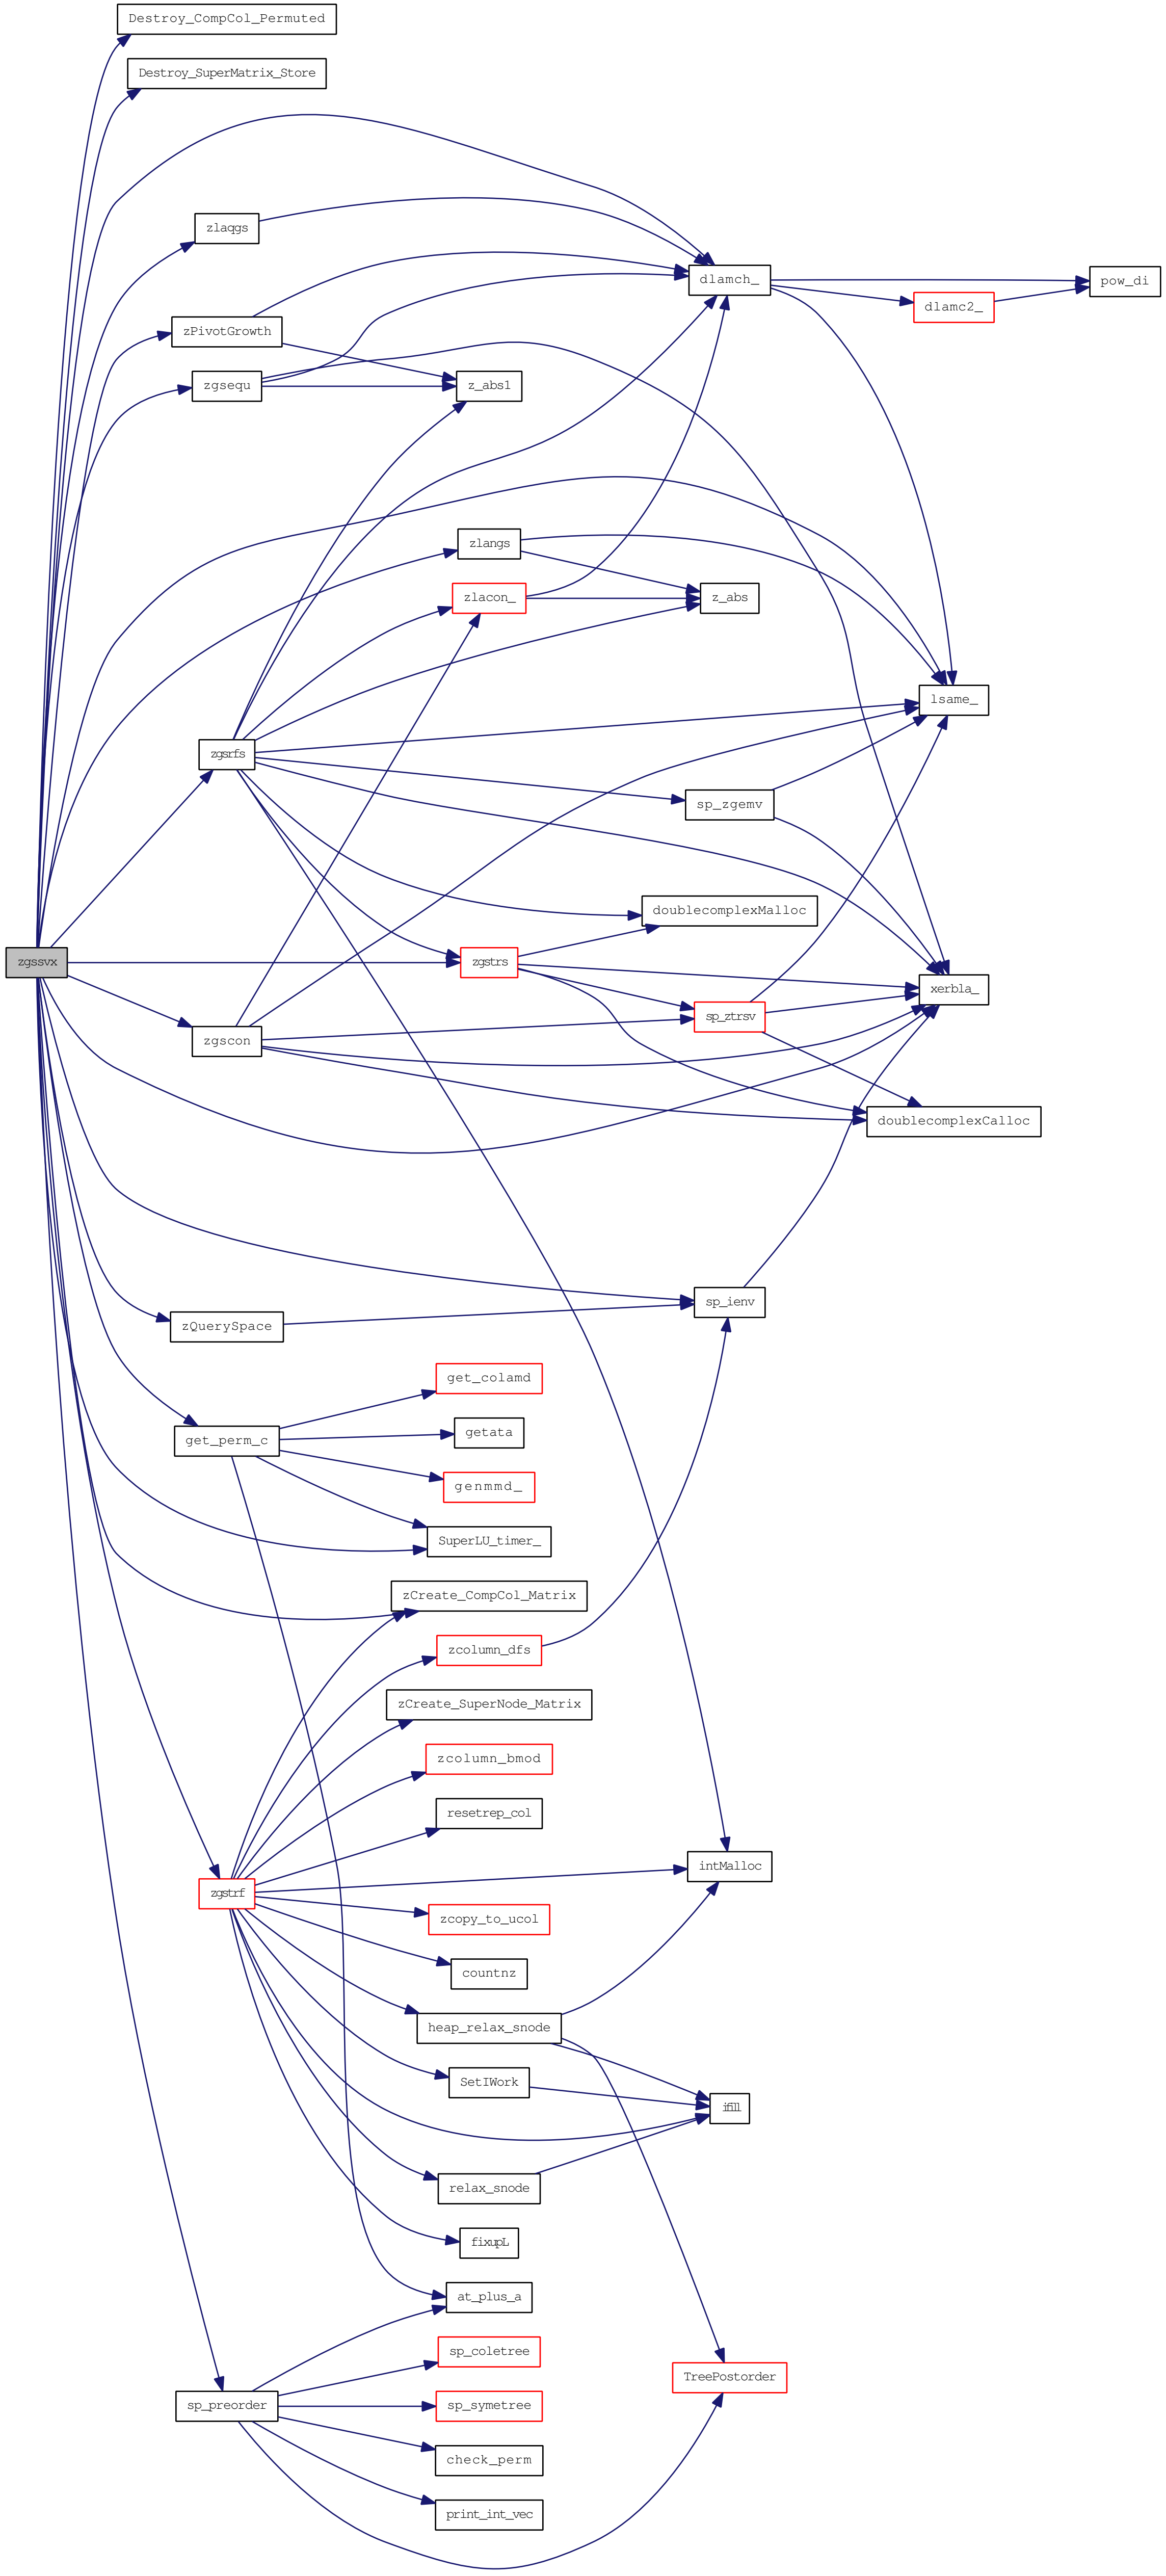 Destroy_CompCol_Permuted
Destroy_SuperMatrix_Store
zlaqgs
dlamch_
pow_di
dlamc2_
zPivotGrowth
zgsequ
z_abs1
zlangs
zlacon_
z_abs
lsame_
zgsrfs
sp_zgemv
doublecomplexMalloc
zgssvx
zgstrs
xerbla_
sp_ztrsv
zgscon
doublecomplexCalloc
sp_ienv
zQuerySpace
get_colamd
get_perm_c
getata
genmmd_
SuperLU_timer_
zCreate_CompCol_Matrix
zcolumn_dfs
zCreate_SuperNode_Matrix
zcolumn_bmod
resetrep_col
intMalloc
zgstrf
zcopy_to_ucol
countnz
heap_relax_snode
SetIWork
ifill
relax_snode
fixupL
at_plus_a
sp_coletree
TreePostorder
sp_preorder
sp_symetree
check_perm
print_int_vec